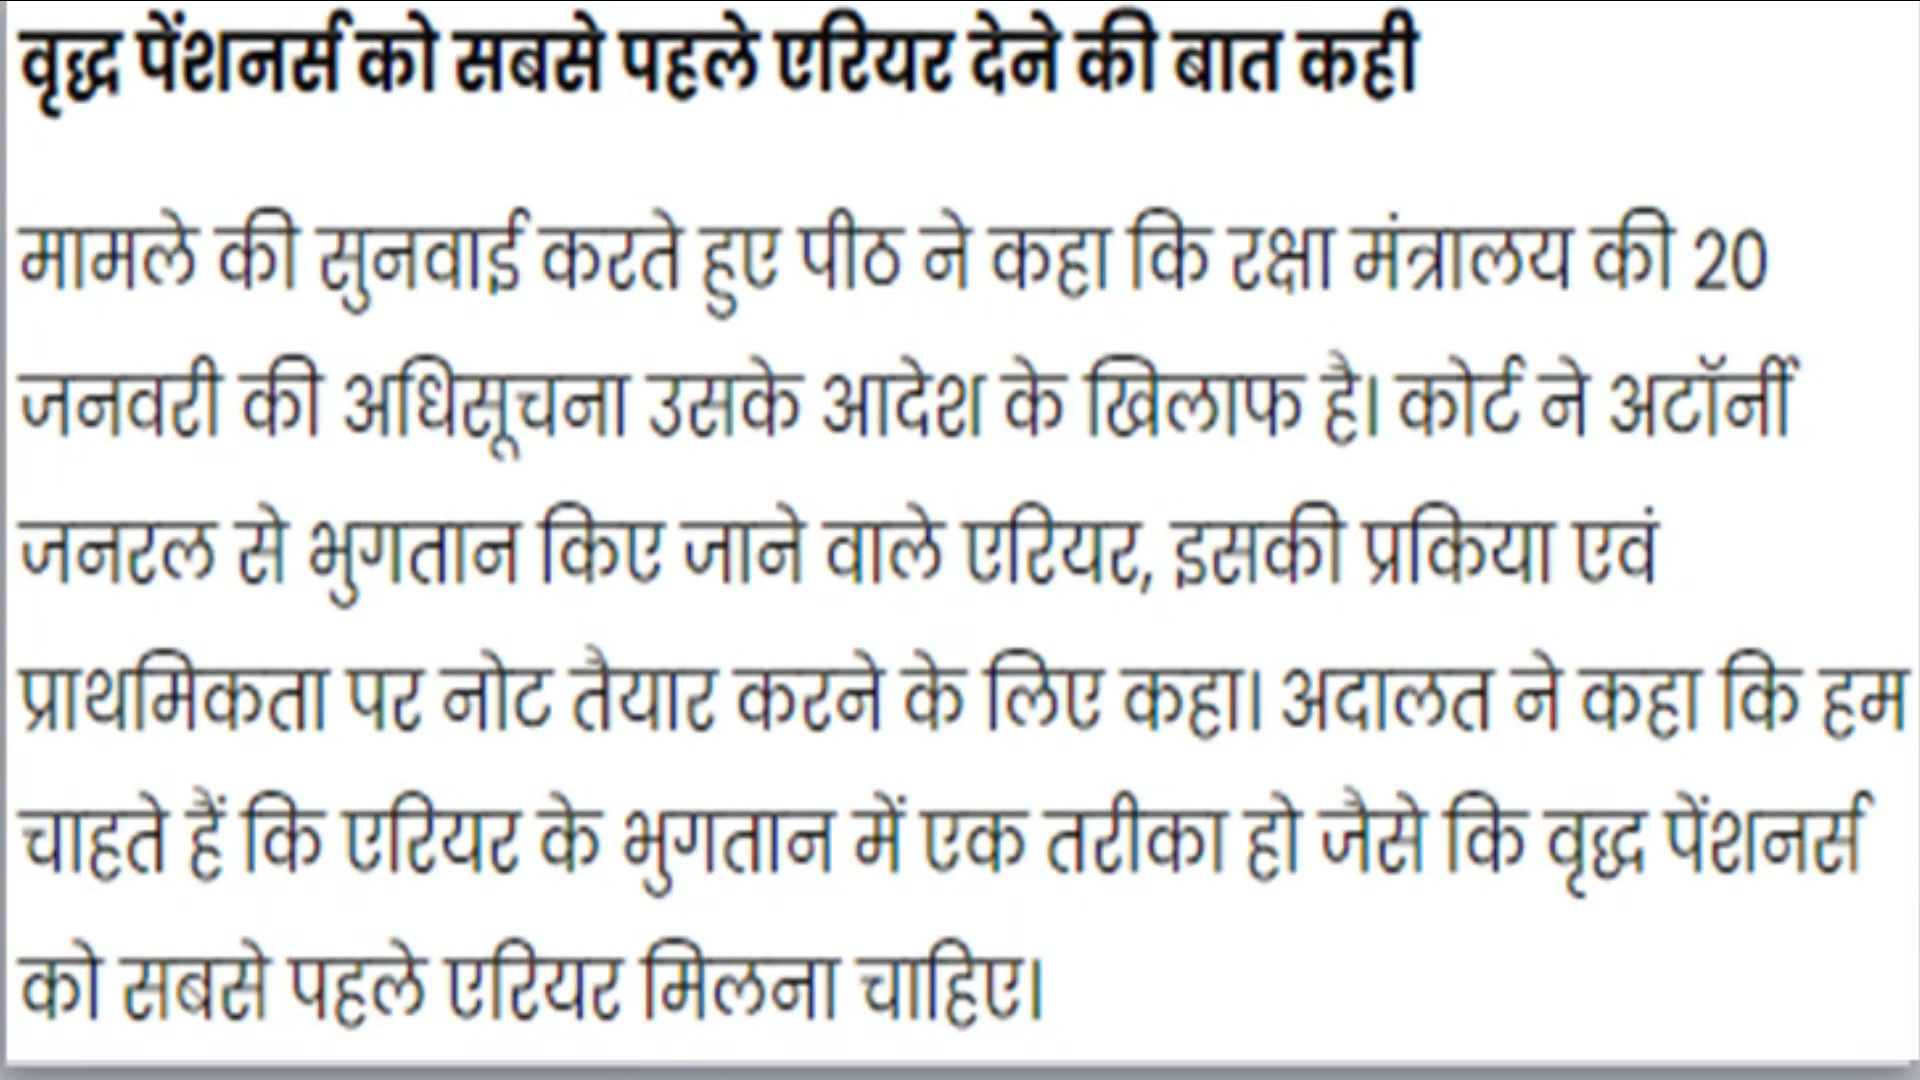 वृद्ध पेंशनर्स को सबसे पहले एरियर देने की बात कही
मामले की सुनवाई करते हुए पीठ ने कहा कि रक्षा मंत्रालय की 20
जनवरी की अधिसूचना उसके आदेश के खिलाफ है। कोर्ट ने अटॉर्नी
जनरल से भुगतान किए जाने वाले एरियर, इसकी प्रकिया एवं
प्राथमिकता पर नोट तैयार करने के लिए कहा। अदालत ने कहा कि हम
चाहते हैं कि एरियर के भुगतान में एक तरीका हो जैसे कि वृद्ध पेंशनर्स
को सबसे पहले एरियर मिलना चाहिए।